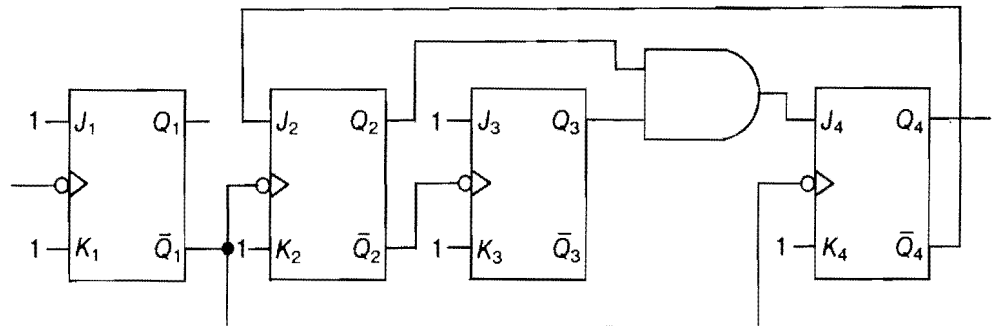 1 J₁ Q₁ J₂ Q₂ 1 J₃ Q₃ J₄ Q₄
1 K₁ Q̄₁ 1 K₂ Q̄₂ 1 K₃ Q̄₃ 1 K₄ Q̄₄